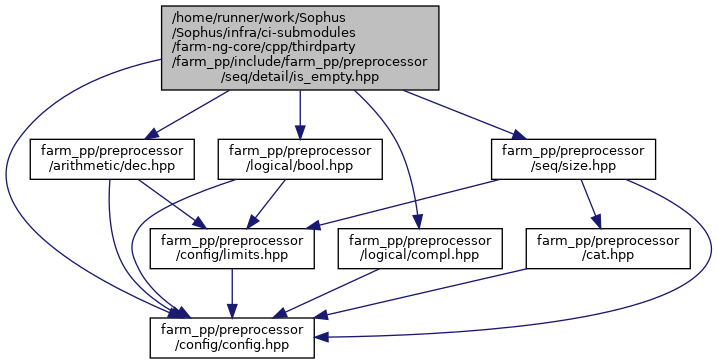 /home/runner/work/Sophus
/Sophus/infra/ci-submodules
/farm-ng-core/cpp/thirdparty
/farm_pp/include/farm_pp/preprocessor
/seq/detail/is_empty.hpp
farm_pp/preprocessor
/arithmetic/dec.hpp
farm_pp/preprocessor
/logical/bool.hpp
farm_pp/preprocessor
/seq/size.hpp
farm_pp/preprocessor
/config/limits.hpp
farm_pp/preprocessor
/logical/compl.hpp
farm_pp/preprocessor
/cat.hpp
farm_pp/preprocessor
/config/config.hpp